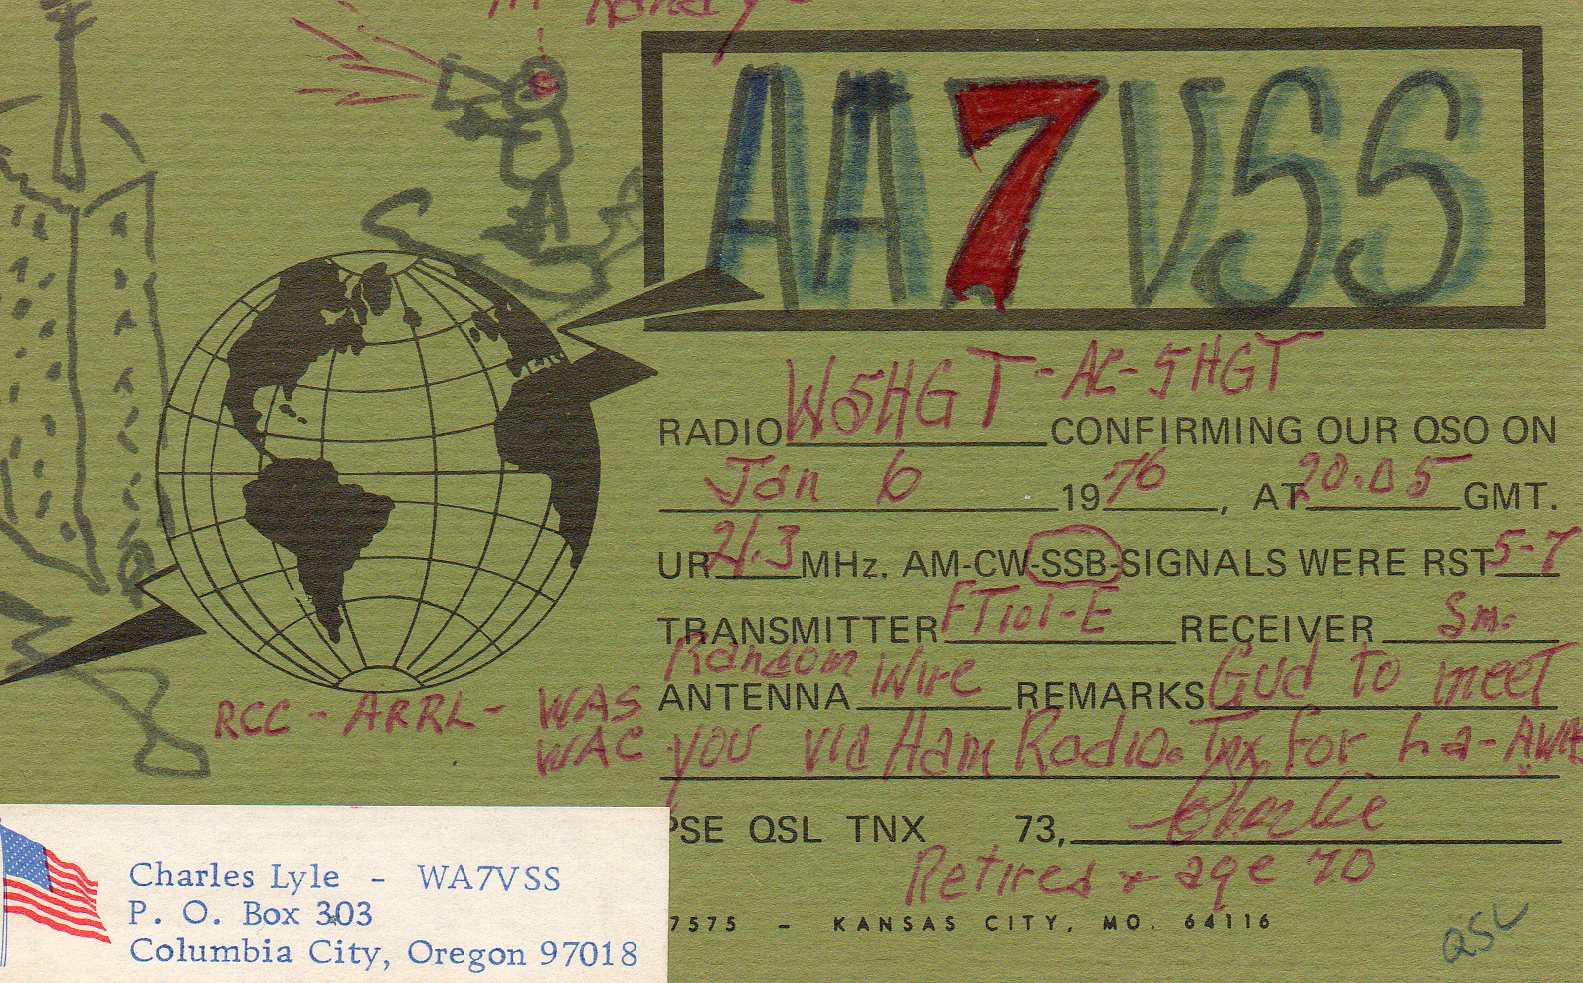 AA7VSS
W5HGT - AC-5HGT
RADIO CONFIRMING OUR QSO ON
Jan 6 1976, AT 20.05 GMT.
UR 21.3 MHz. AM-CW-SSB-SIGNALS WERE RST 5-7
TRANSMITTER FT101-E RECEIVER Sm.
ANTENNA Random Wire REMARKS Gud to meet
RCC - ARRL - WAS
WAC
you via Ham Radio. Tnx for ha-AWA
PSE QSL TNX 73, Charlie
Retired + age 70
7575 - KANSAS CITY, MO. 64116
QSL
Charles Lyle - WA7VSS
P. O. Box 303
Columbia City, Oregon 97018